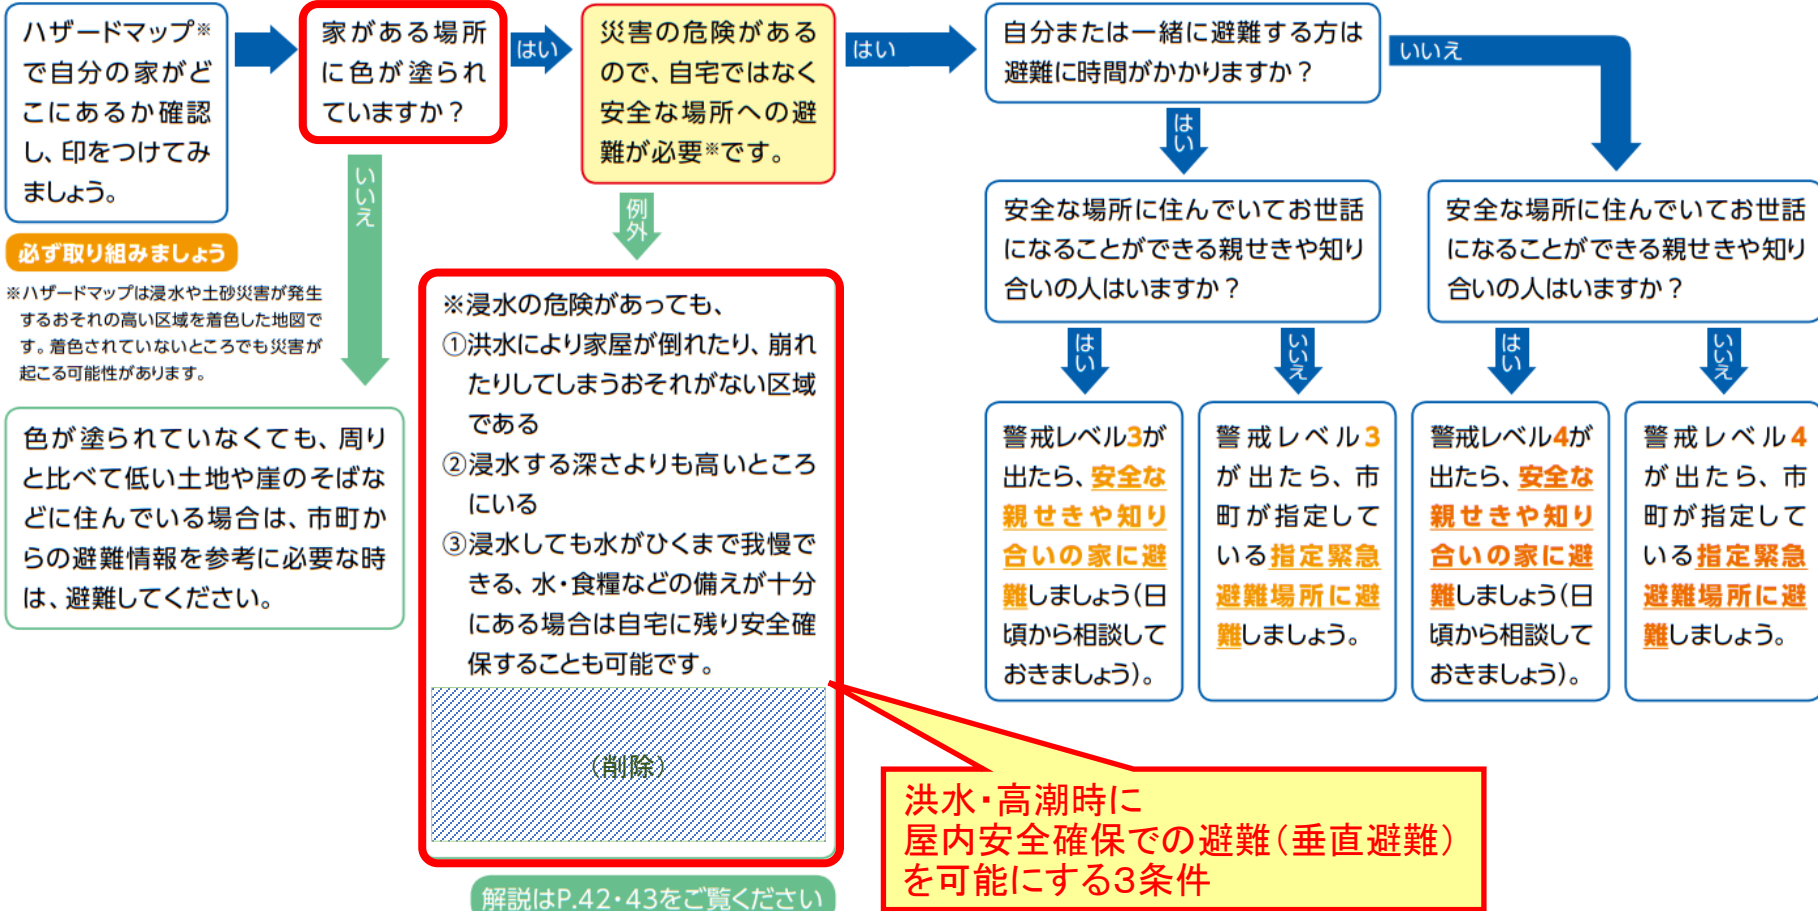 ハザードマップ※
で自分の家がど
こにあるか確認
し、印をつけてみ
ましょう。
必ず取り組みましょう
※ハザードマップは浸水や土砂災害が発生
するおそれの高い区域を着色した地図で
す。着色されていないところでも災害が
起こる可能性があります。
家がある場所
に色が塗られ
ていますか？
いいえ
色が塗られていなくても、周り
と比べて低い土地や崖のそばな
どに住んでいる場合は、市町か
らの避難情報を参考に必要な時
は、避難してください。
はい
災害の危険がある
ので、自宅ではなく
安全な場所への避
難が必要※です。
例外
※浸水の危険があっても、
①洪水により家屋が倒れたり、崩れ
たりしてしまうおそれがない区域
である
②浸水する深さよりも高いところ
にいる
③浸水しても水がひくまで我慢で
きる、水・食糧などの備えが十分
にある場合は自宅に残り安全確
保することも可能です。
（削除）
解説はP.42・43をご覧ください
洪水・高潮時に
屋内安全確保での避難（垂直避難）
を可能にする３条件
はい
自分または一緒に避難する方は
避難に時間がかかりますか？
はい
いいえ
安全な場所に住んでいてお世話
になることができる親せきや知り
合いの人はいますか？
はい
いいえ
警戒レベル3が
出たら、安全な
親せきや知り
合いの家に避
難しましょう（日
頃から相談して
おきましょう）。
警戒レベル3
が出たら、市
町が指定して
いる指定緊急
避難場所に避
難しましょう。
安全な場所に住んでいてお世話
になることができる親せきや知り
合いの人はいますか？
はい
いいえ
警戒レベル4が
出たら、安全な
親せきや知り
合いの家に避
難しましょう（日
頃から相談して
おきましょう）。
警戒レベル4
が出たら、市
町が指定して
いる指定緊急
避難場所に避
難しましょう。